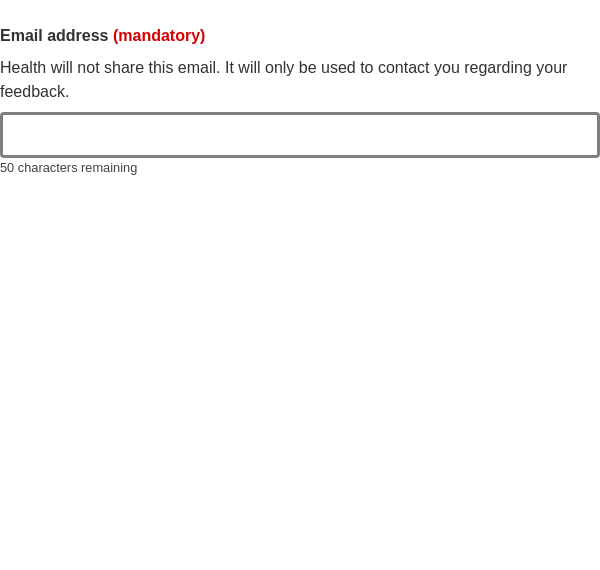 Email address (mandatory)
Health will not share this email. It will only be used to contact you regarding your
feedback.
50 characters remaining